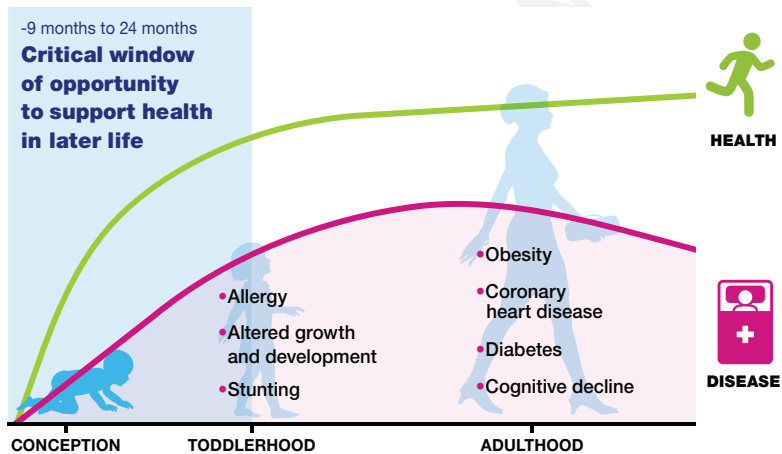 -9 months to 24 months
Critical window
of opportunity
to support health
in later life
HEALTH
•Allergy
•Altered growth
and development
•Stunting
•Obesity
•Coronary
heart disease
•Diabetes
•Cognitive decline
DISEASE
CONCEPTION
TODDLERHOOD
ADULTHOOD